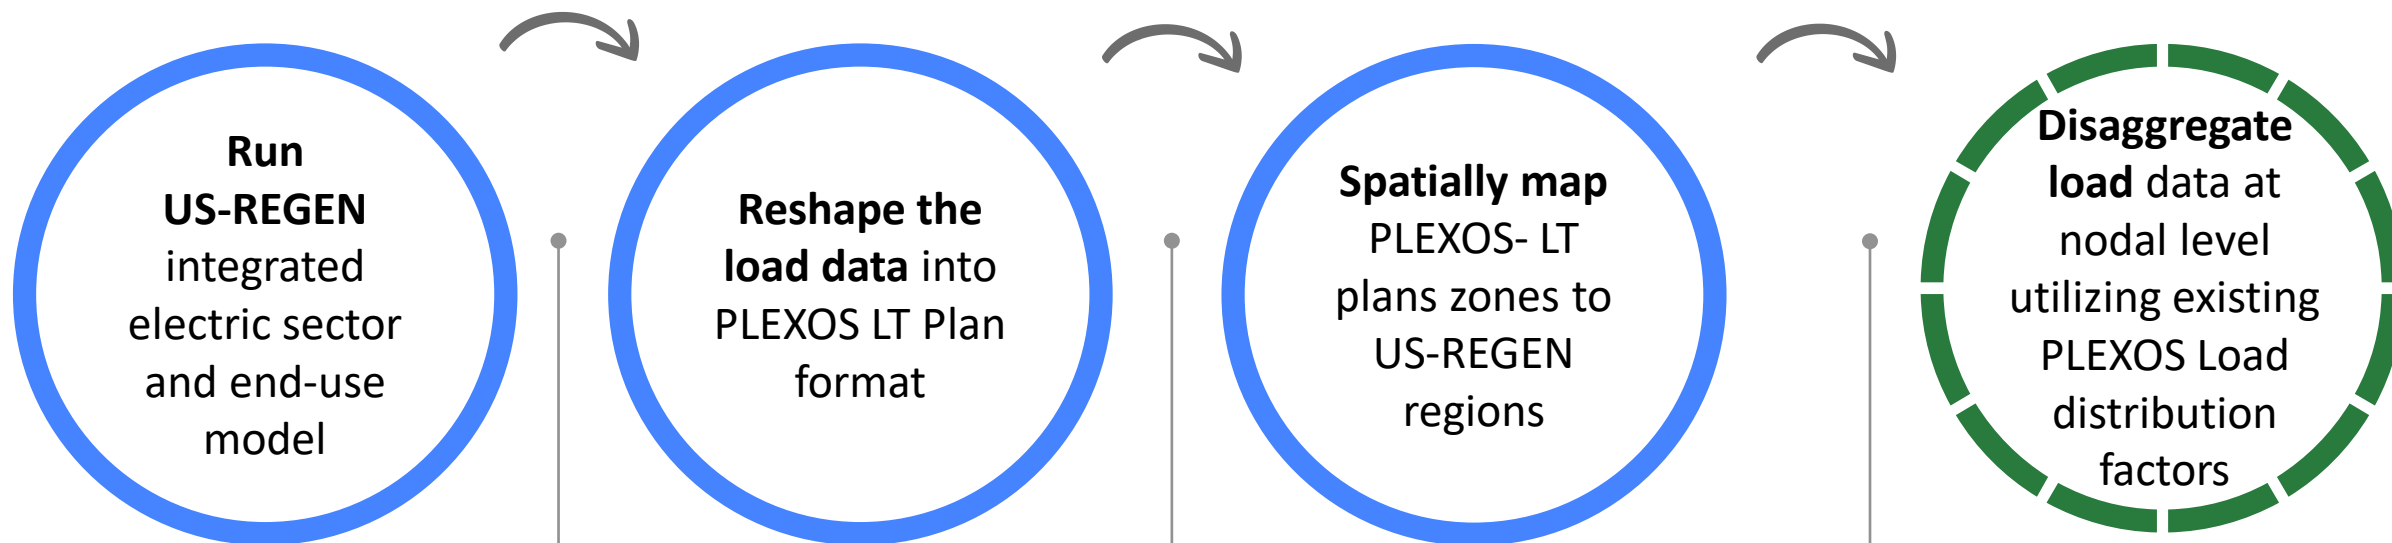 Run
US-REGEN
integrated
electric sector
and end-use
model
Reshape the
load data into
PLEXOS LT Plan
format
Spatially map
PLEXOS- LT
plans zones to
US-REGEN
regions
Disaggregate
load data at
nodal level
utilizing existing
PLEXOS Load
distribution
factors